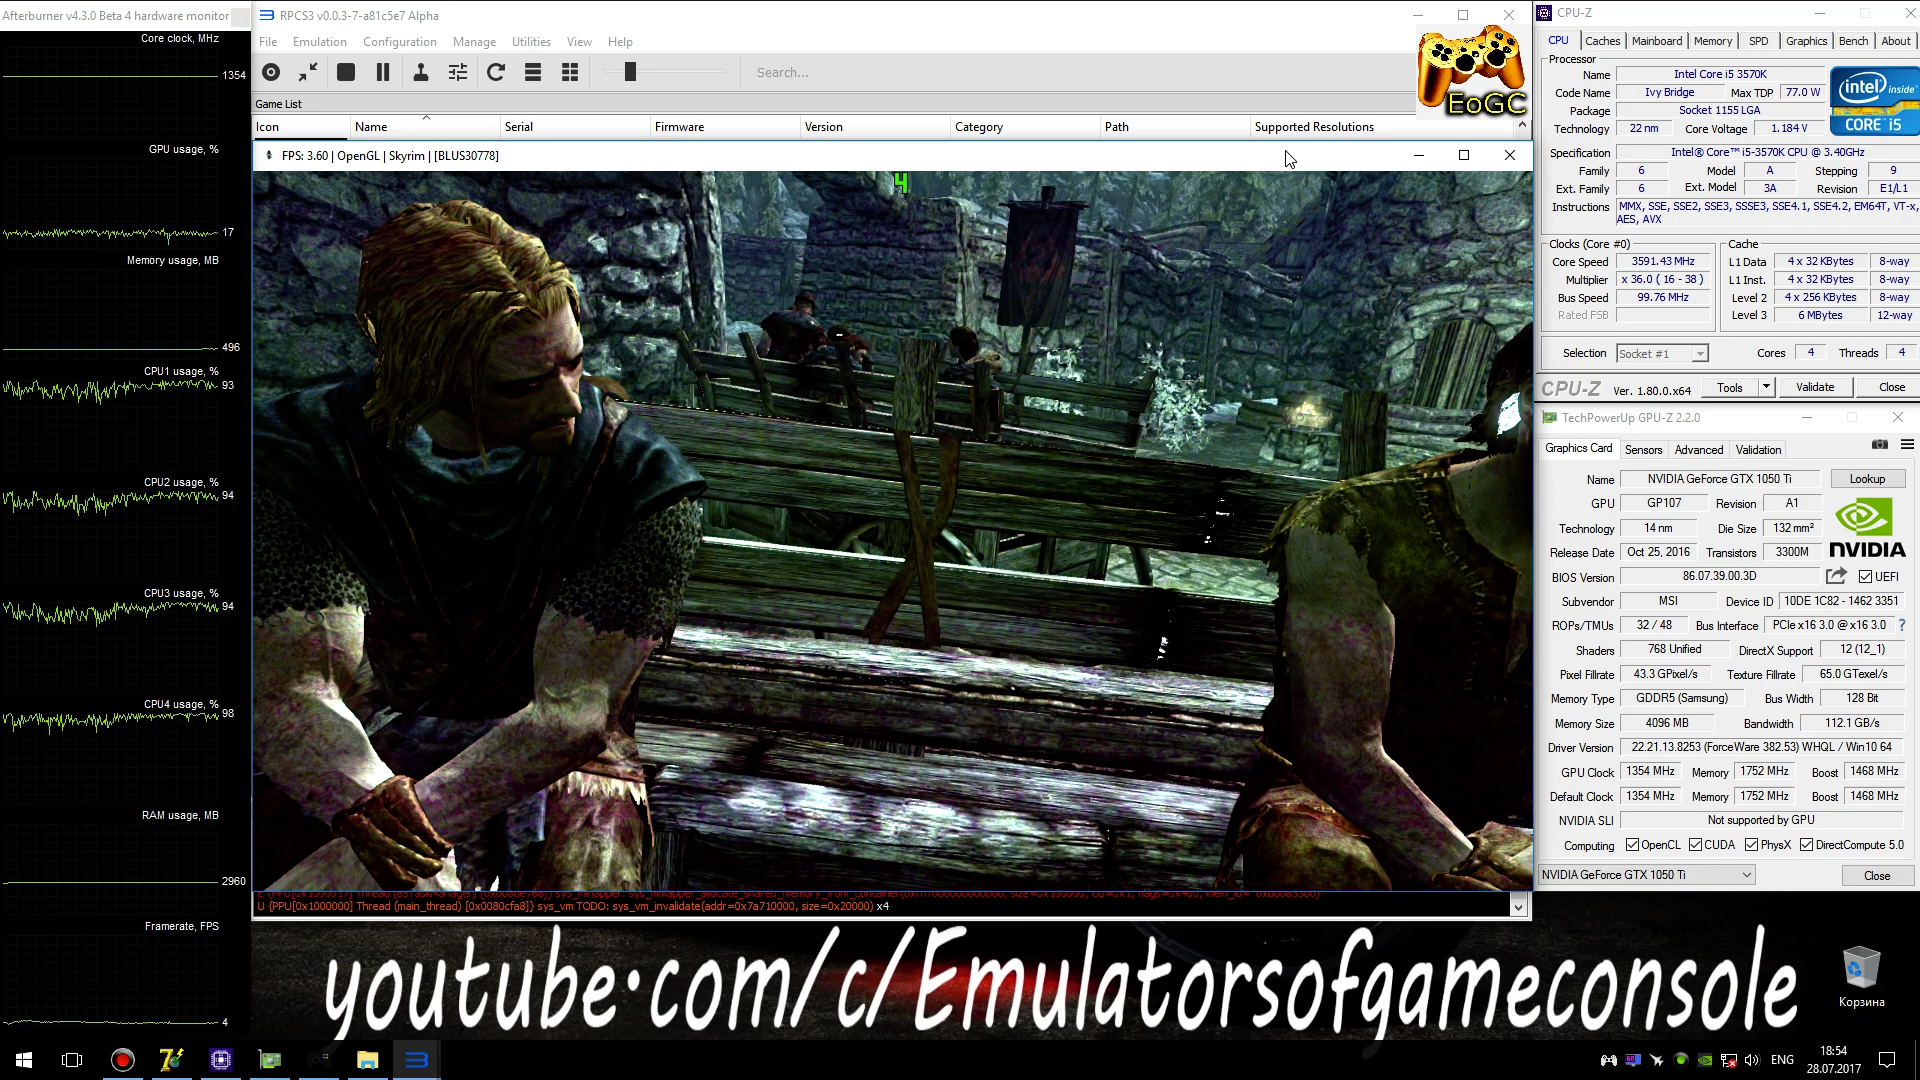 Afterburner v4.3.0 Beta 4 hardware monitor
Core clock, MHz
1354
GPU usage, %
17
Memory usage, MB
496
CPU1 usage, %
93
CPU2 usage, %
94
CPU3 usage, %
94
CPU4 usage, %
98
RAM usage, MB
2960
Framerate, FPS
4
RPCS3 v0.0.3-7-a81c5e7 Alpha
File Emulation Configuration Manage Utilities View Help
Search...
EoGC
Game List
Icon Name Serial Firmware Version Category Path Supported Resolutions
FPS: 3.60 | OpenGL | Skyrim | [BLUS30778]
4
U {PPU[0x1000000] Thread (main_thread) [0x0080cfa8]} sys_vm TODO: sys_vm_invalidate(addr=0x7a710000, size=0x20000) x4
CPU-Z
CPU Caches Mainboard Memory SPD Graphics Bench About
Processor
Name Intel Core i5 3570K
Code Name Ivy Bridge Max TDP 77.0 W
Package Socket 1155 LGA
Technology 22 nm Core Voltage 1.184 V
intel inside CORE i5
Specification Intel® Core™ i5-3570K CPU @ 3.40GHz
Family 6 Model A Stepping 9
Ext. Family 6 Ext. Model 3A Revision E1/L1
Instructions MMX, SSE, SSE2, SSE3, SSSE3, SSE4.1, SSE4.2, EM64T, VT-x,
AES, AVX
Clocks (Core #0) Cache
Core Speed 3591.43 MHz L1 Data 4 x 32 KBytes 8-way
Multiplier x 36.0 ( 16 - 38 ) L1 Inst. 4 x 32 KBytes 8-way
Bus Speed 99.76 MHz Level 2 4 x 256 KBytes 8-way
Rated FSB Level 3 6 MBytes 12-way
Selection Socket #1 Cores 4 Threads 4
CPU-Z Ver. 1.80.0.x64 Tools Validate Close
TechPowerUp GPU-Z 2.2.0
Graphics Card Sensors Advanced Validation
Name NVIDIA GeForce GTX 1050 Ti Lookup
GPU GP107 Revision A1
Technology 14 nm Die Size 132 mm²
Release Date Oct 25, 2016 Transistors 3300M
NVIDIA
BIOS Version 86.07.39.00.3D UEFI
Subvendor MSI Device ID 10DE 1C82 - 1462 3351
ROPs/TMUs 32 / 48 Bus Interface PCIe x16 3.0 @ x16 3.0 ?
Shaders 768 Unified DirectX Support 12 (12_1)
Pixel Fillrate 43.3 GPixel/s Texture Fillrate 65.0 GTexel/s
Memory Type GDDR5 (Samsung) Bus Width 128 Bit
Memory Size 4096 MB Bandwidth 112.1 GB/s
Driver Version 22.21.13.8253 (ForceWare 382.53) WHQL / Win10 64
GPU Clock 1354 MHz Memory 1752 MHz Boost 1468 MHz
Default Clock 1354 MHz Memory 1752 MHz Boost 1468 MHz
NVIDIA SLI Not supported by GPU
Computing OpenCL CUDA PhysX DirectCompute 5.0
NVIDIA GeForce GTX 1050 Ti Close
youtube.com/c/Emulatorsofgameconsole
Корзина
ENG
18:54
28.07.2017